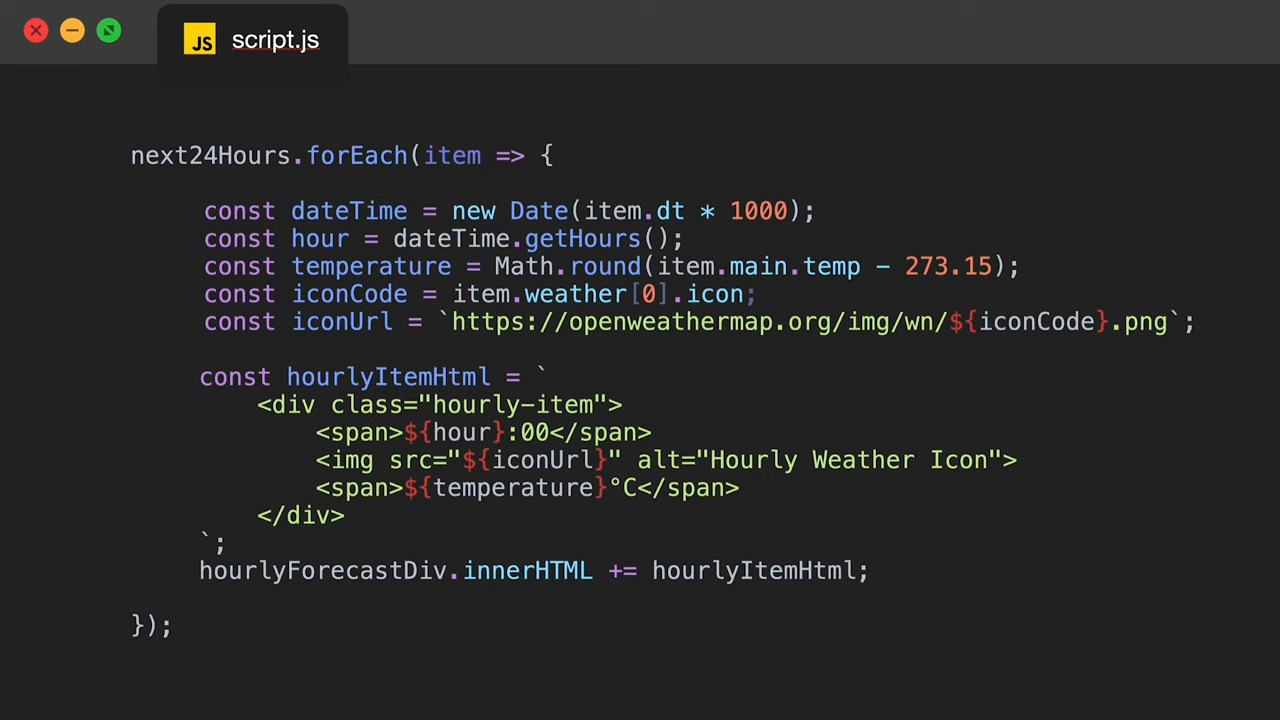 JS script.js
next24Hours.forEach(item => {
const dateTime = new Date(item.dt * 1000);
const hour = dateTime.getHours();
const temperature = Math.round(item.main.temp - 273.15);
const iconCode = item.weather[0].icon;
const iconUrl = `https://openweathermap.org/img/wn/${iconCode}.png`;
const hourlyItemHtml = `
<div class="hourly-item">
<span>${hour}:00</span>
<img src="${iconUrl}" alt="Hourly Weather Icon">
<span>${temperature}°C</span>
</div>
`;
hourlyForecastDiv.innerHTML += hourlyItemHtml;
});